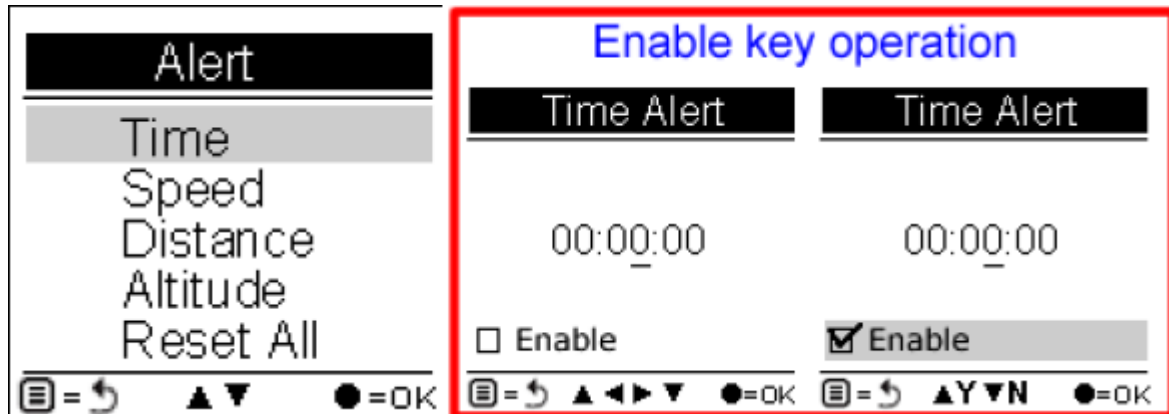 Alert
Time
Speed
Distance
Altitude
Reset All
= ▲ ▼ ●=OK
Enable key operation
Time Alert
00:00:00
☐ Enable
= ▲ ◀ ▶ ▼ ●=OK
Time Alert
00:00:00
☑ Enable
= ▲Y ▼N ●=OK